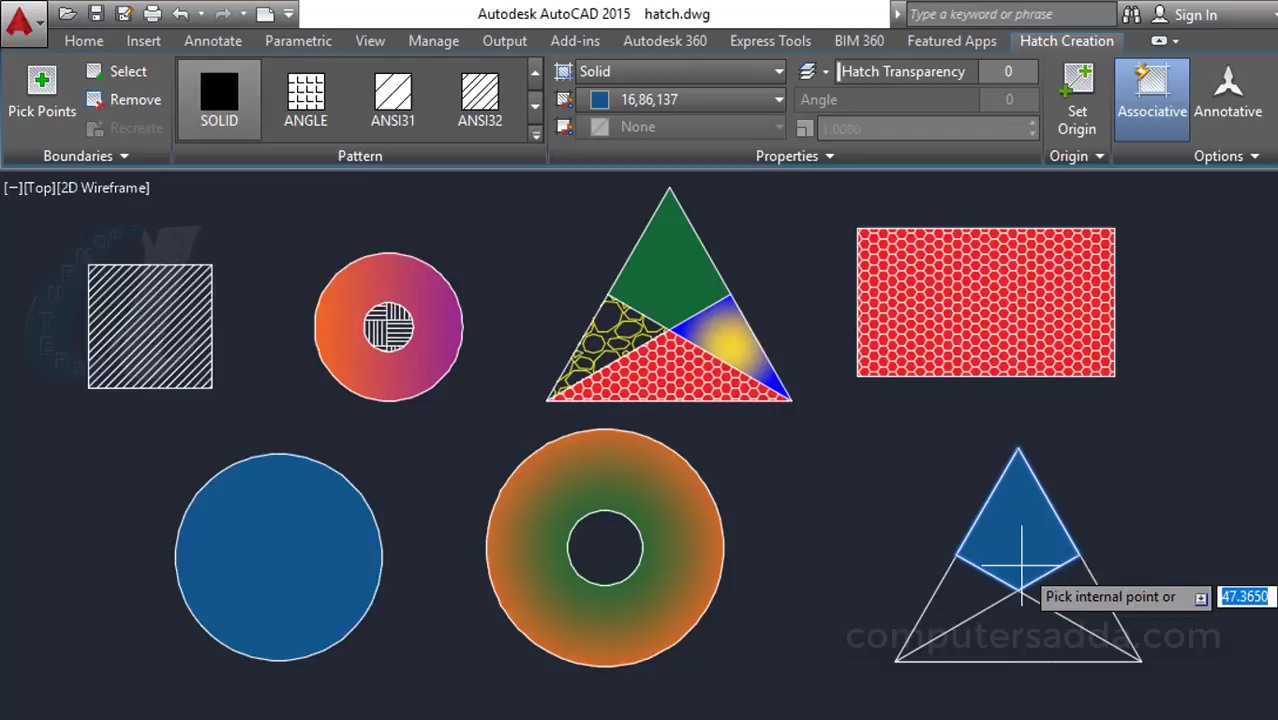 Autodesk AutoCAD 2015 hatch.dwg
Type a keyword or phrase
Sign In
Home Insert Annotate Parametric View Manage Output Add-ins Autodesk 360 Express Tools BIM 360 Featured Apps Hatch Creation
Pick Points
Select
Remove
Recreate
Boundaries
SOLID
ANGLE
ANSI31
ANSI32
Pattern
Solid
16,86,137
None
Hatch Transparency 0
Angle 0
1.0000
Properties
Set
Origin
Origin
Associative
Annotative
Options
[−][Top][2D Wireframe]
Pick internal point or 47.3650
computersadda.com